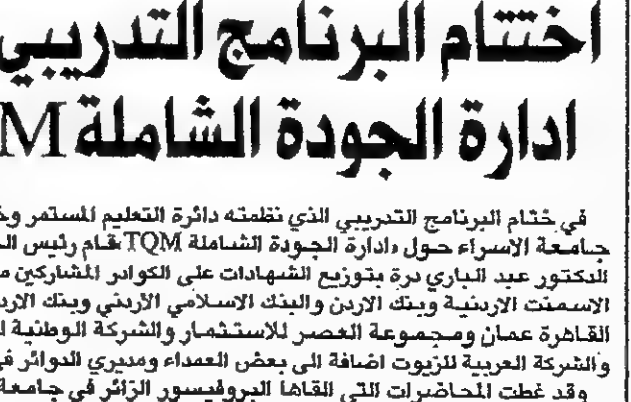 اختتام البرنامج التدريبي
ادارة الجودة الشاملة M
في ختام البرنامج التدريبي الذي نظمته دائرة التعليم المستمر
جامعة الاسراء حول «ادارة الجودة الشاملة TQM» قام رئيس
الدكتور عبد الباري درة بتوزيع الشهادات على الكوادر المشاركين
الاسمنت الاردنية وبنك الاردن والبنك الاسلامي الأردني وبنك
القاهرة عمان ومجموعة العصر للاستثمار والشركة الوطنية
والشركة العربية للزيوت اضافة الى بعض العمداء ومديري الدوائر
وقد غطت المحاضرات التي القاها البروفيسور الزائر في جامعة